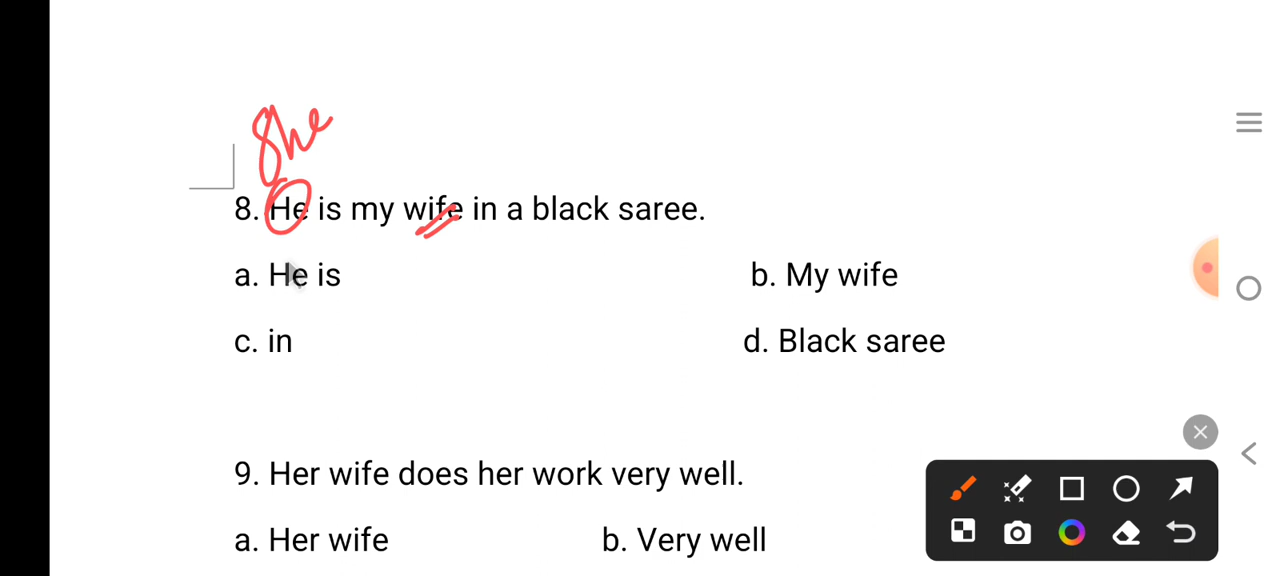 She
8. He is my wife in a black saree.
a. He is b. My wife
c. in d. Black saree
9. Her wife does her work very well.
a. Her wife b. Very well